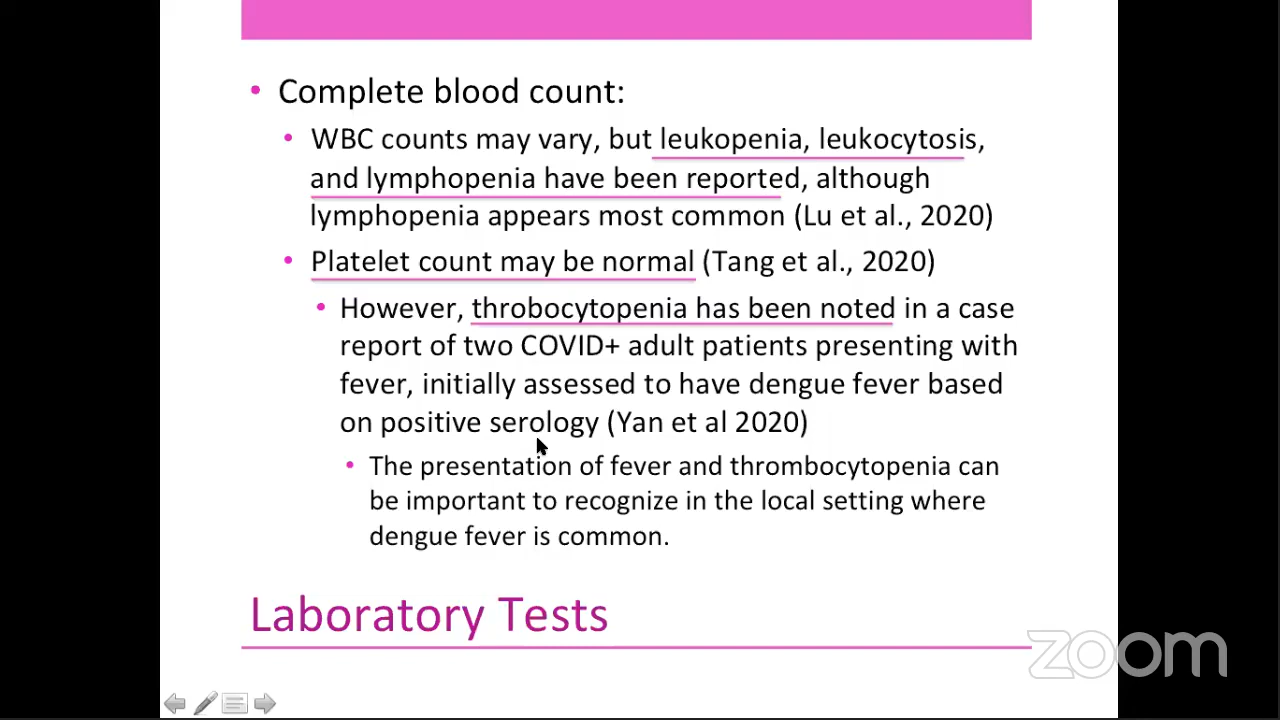 • Complete blood count:
• WBC counts may vary, but leukopenia, leukocytosis,
and lymphopenia have been reported, although
lymphopenia appears most common (Lu et al., 2020)
• Platelet count may be normal (Tang et al., 2020)
• However, throbocytopenia has been noted in a case
report of two COVID+ adult patients presenting with
fever, initially assessed to have dengue fever based
on positive serology (Yan et al 2020)
• The presentation of fever and thrombocytopenia can
be important to recognize in the local setting where
dengue fever is common.
Laboratory Tests
zoom